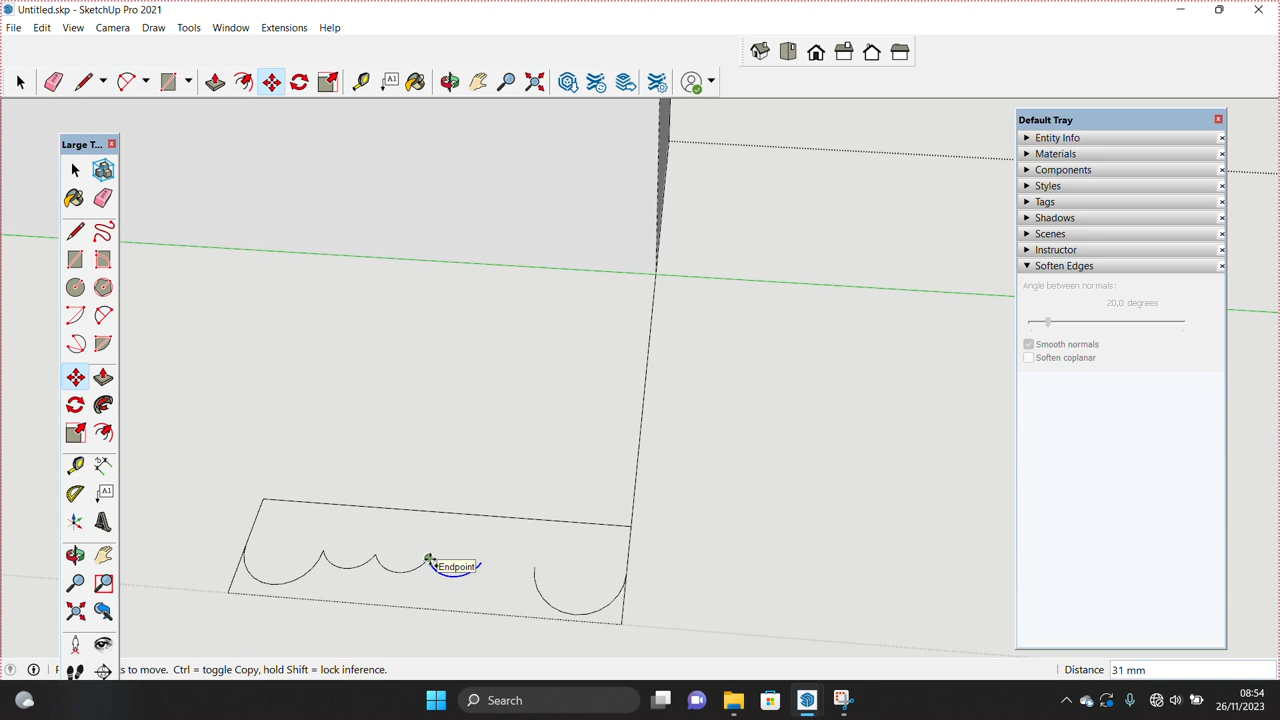 Untitled.skp - SketchUp Pro 2021
File Edit View Camera Draw Tools Window Extensions Help
A1
Large T...
A1
Default Tray
Entity Info
Materials
Components
Styles
Tags
Shadows
Scenes
Instructor
Soften Edges
Angle between normals:
20,0 degrees
Smooth normals
Soften coplanar
Endpoint
s to move. Ctrl = toggle Copy, hold Shift = lock inference.
Distance 31 mm
Search
08:54
26/11/2023